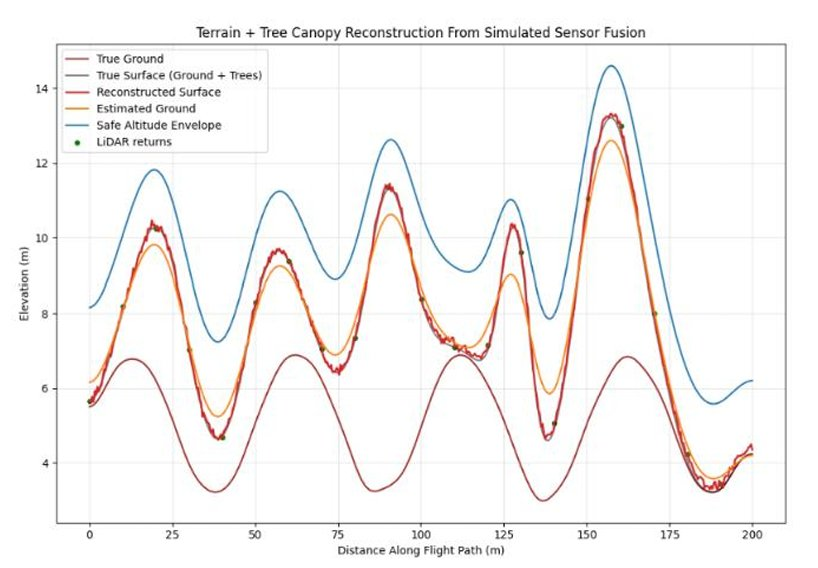 Terrain + Tree Canopy Reconstruction From Simulated Sensor Fusion
True Ground
True Surface (Ground + Trees)
Reconstructed Surface
Estimated Ground
Safe Altitude Envelope
LiDAR returns
14
12
10
8
6
4
Elevation (m)
0 25 50 75 100 125 150 175 200
Distance Along Flight Path (m)